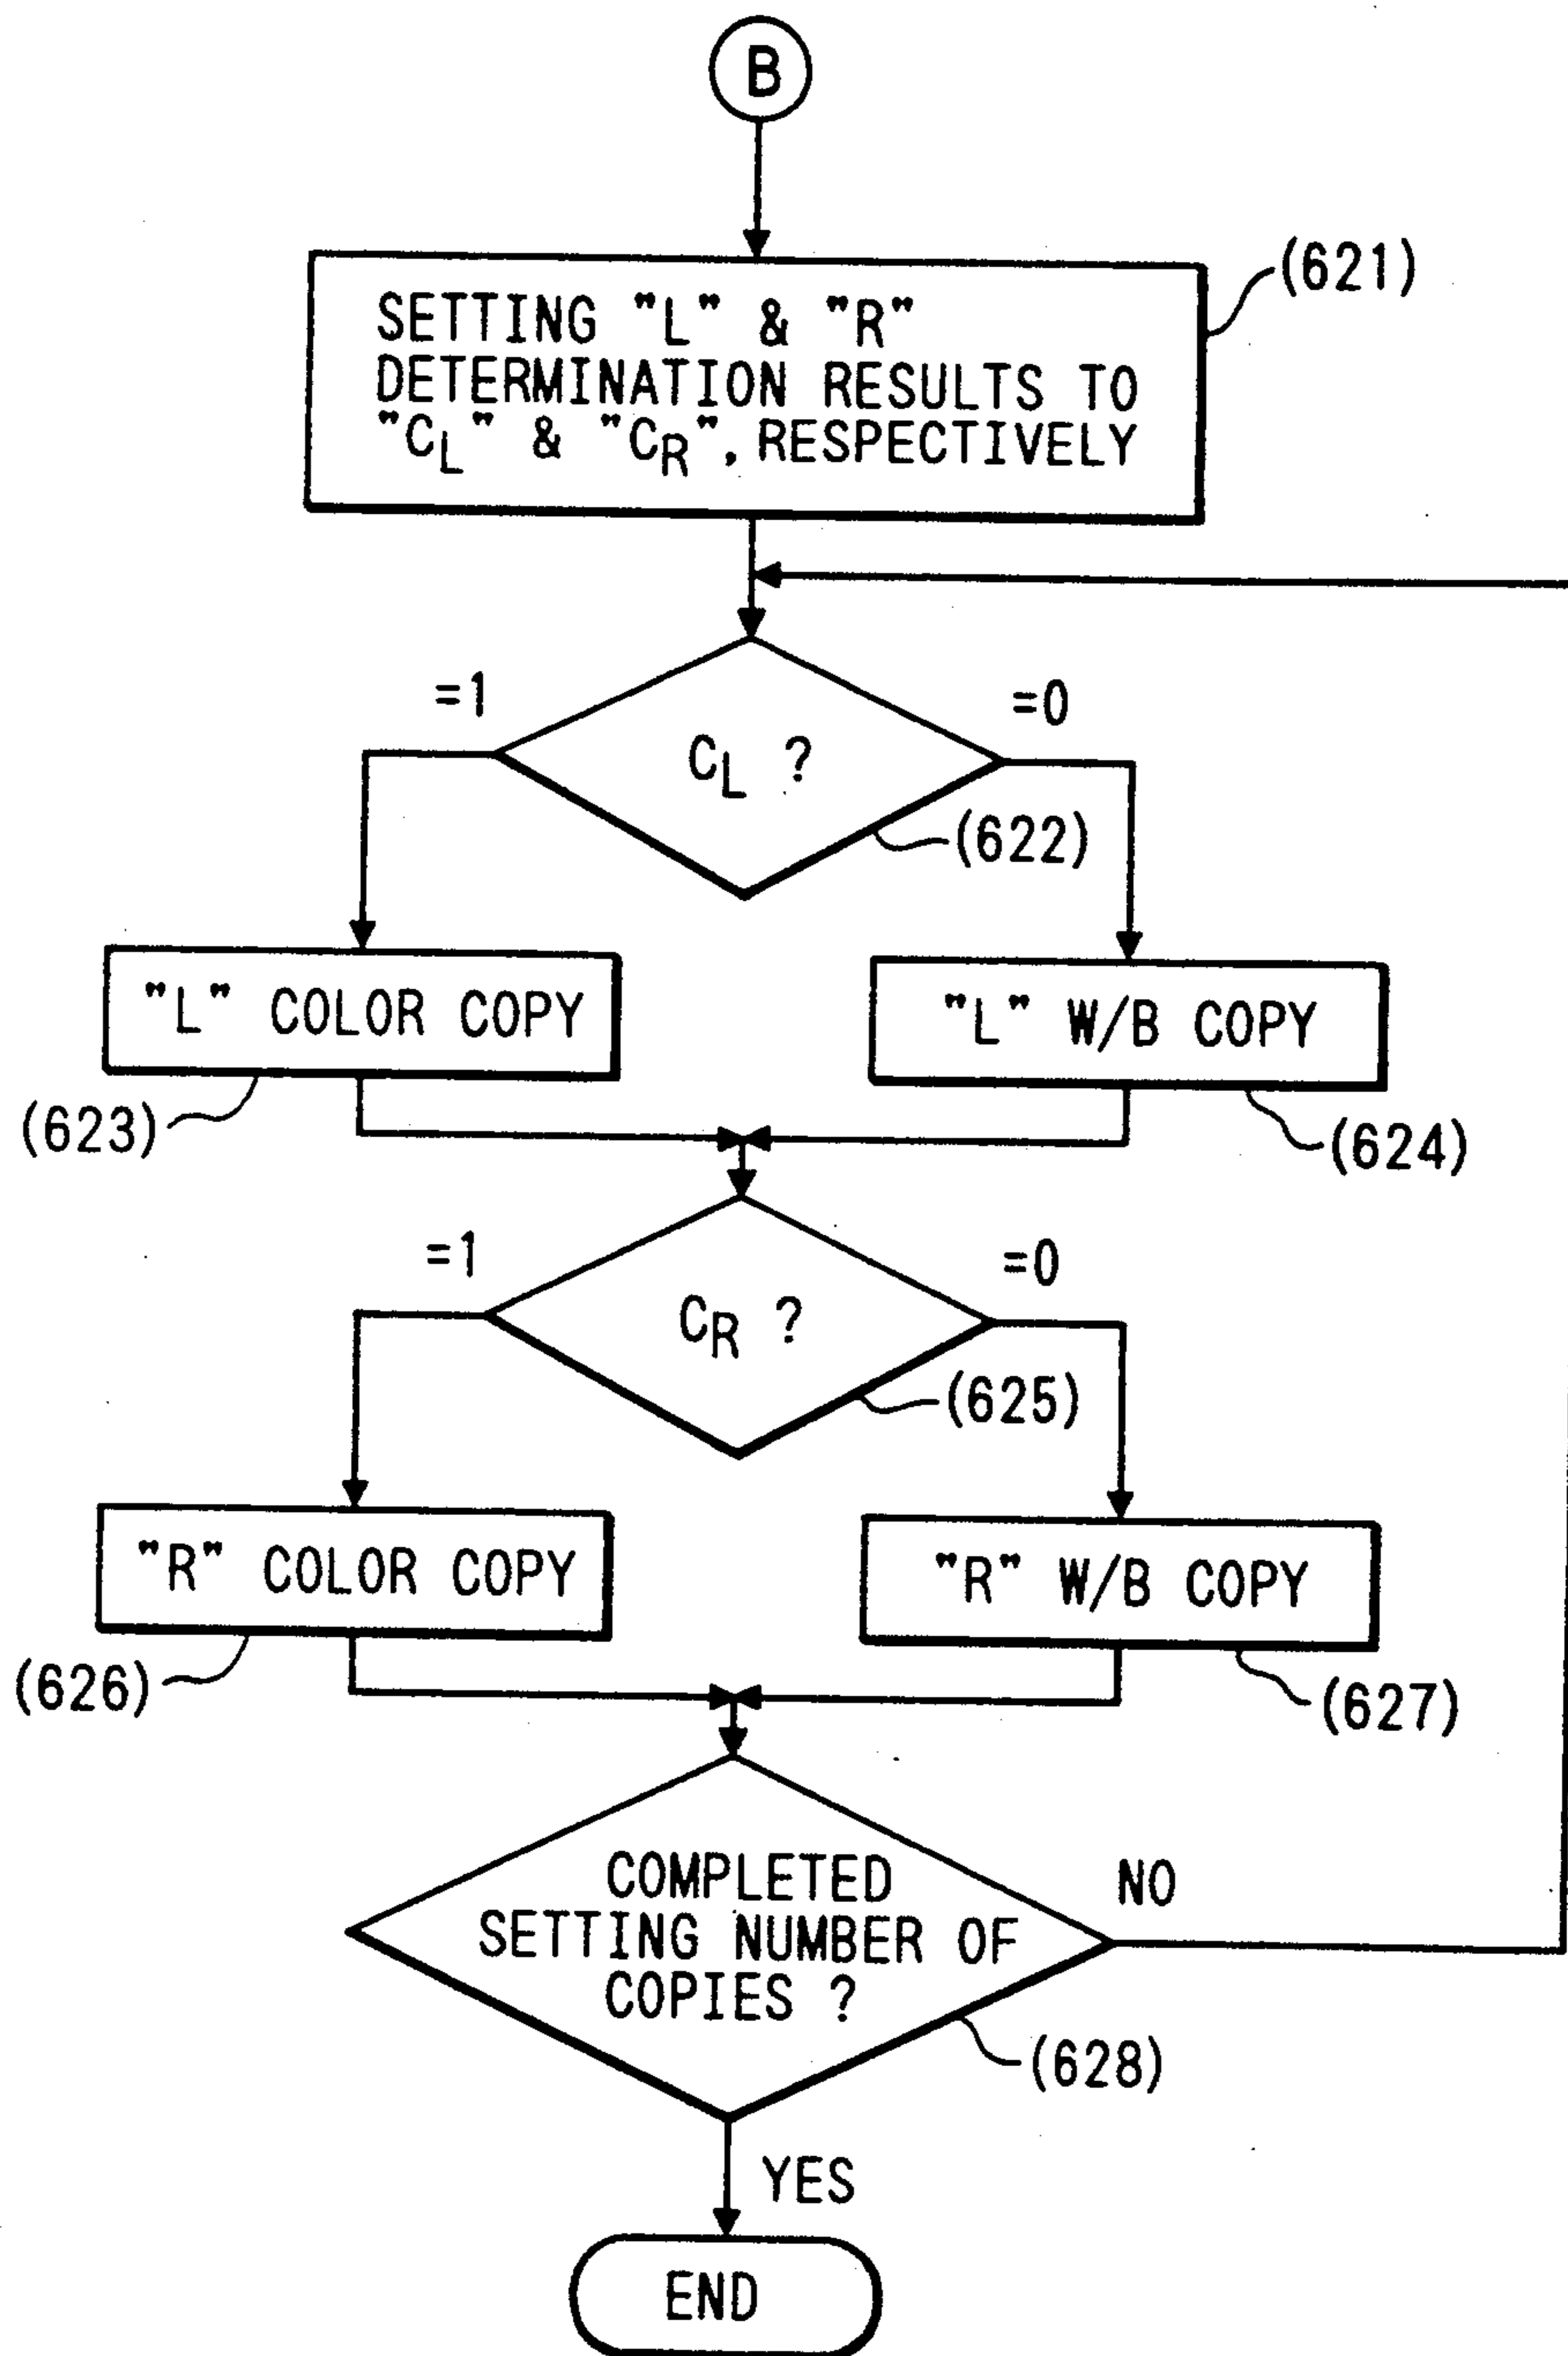 B
(621)
SETTING "L" & "R"
DETERMINATION RESULTS TO
"CL" & "CR", RESPECTIVELY
=1
=0
CL ?
(622)
"L" COLOR COPY
"L" W/B COPY
(623)
(624)
=1
=0
CR ?
(625)
"R" COLOR COPY
"R" W/B COPY
(626)
(627)
COMPLETED
SETTING NUMBER OF
COPIES ?
NO
(628)
YES
END